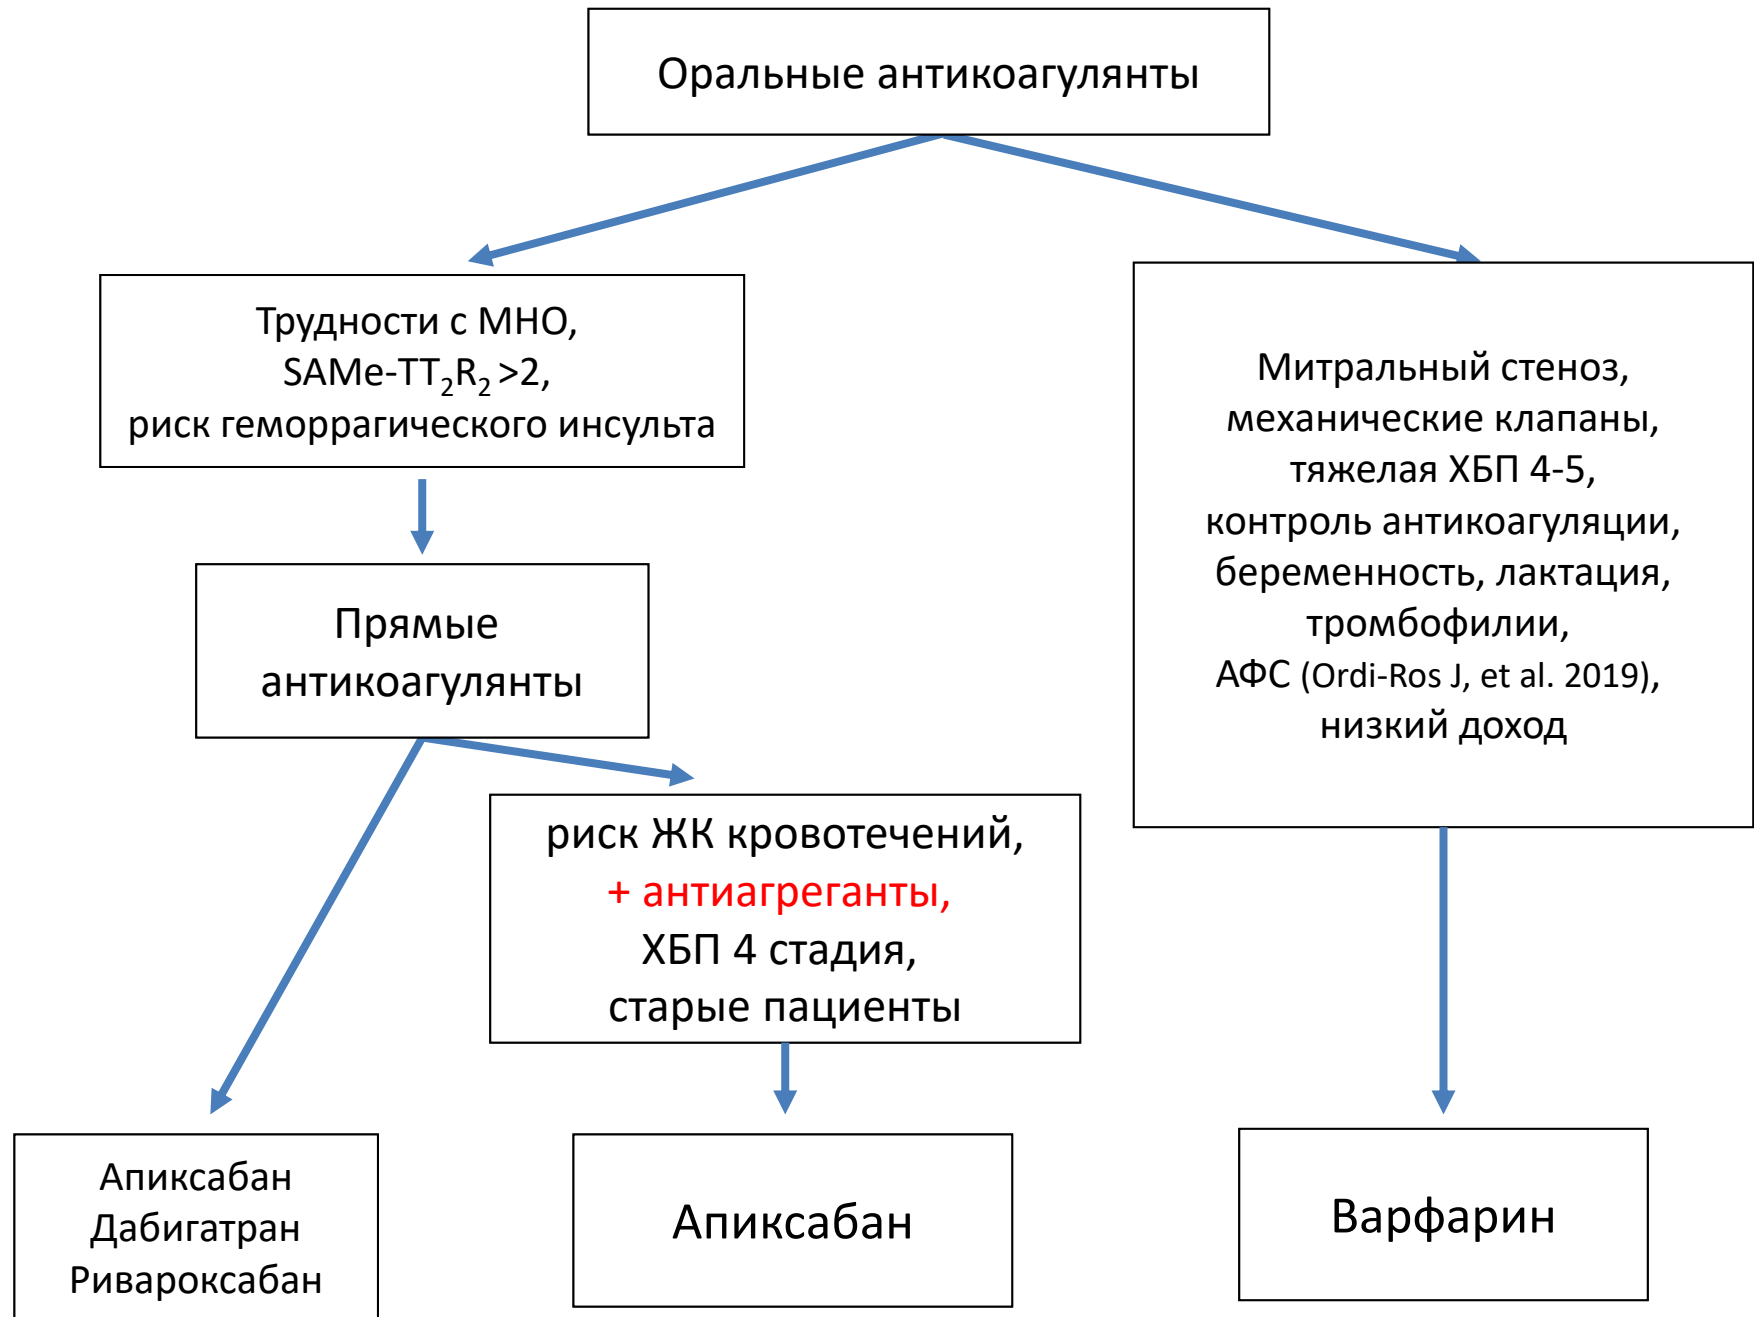 Оральные антикоагулянты
Трудности с МНО,
SAMe-TT₂R₂ >2,
риск геморрагического инсульта
Митральный стеноз,
механические клапаны,
тяжелая ХБП 4-5,
контроль антикоагуляции,
беременность, лактация,
тромбофилии,
АФС (Ordi-Ros J, et al. 2019),
низкий доход
Прямые
антикоагулянты
риск ЖК кровотечений,
+ антиагреганты,
ХБП 4 стадия,
старые пациенты
Апиксабан
Дабигатран
Ривароксабан
Апиксабан
Варфарин